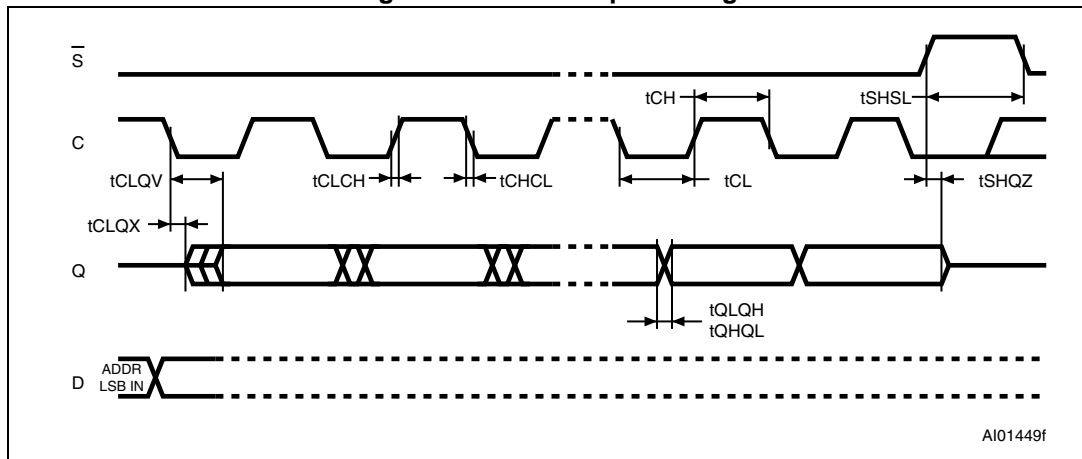 S
tCH
tSHSL
C
tCLQV
tCLCH
tCHCL
tCL
tSHQZ
tCLQX
Q
tQLQH
tQHQL
D
ADDR
LSB IN
AI01449f